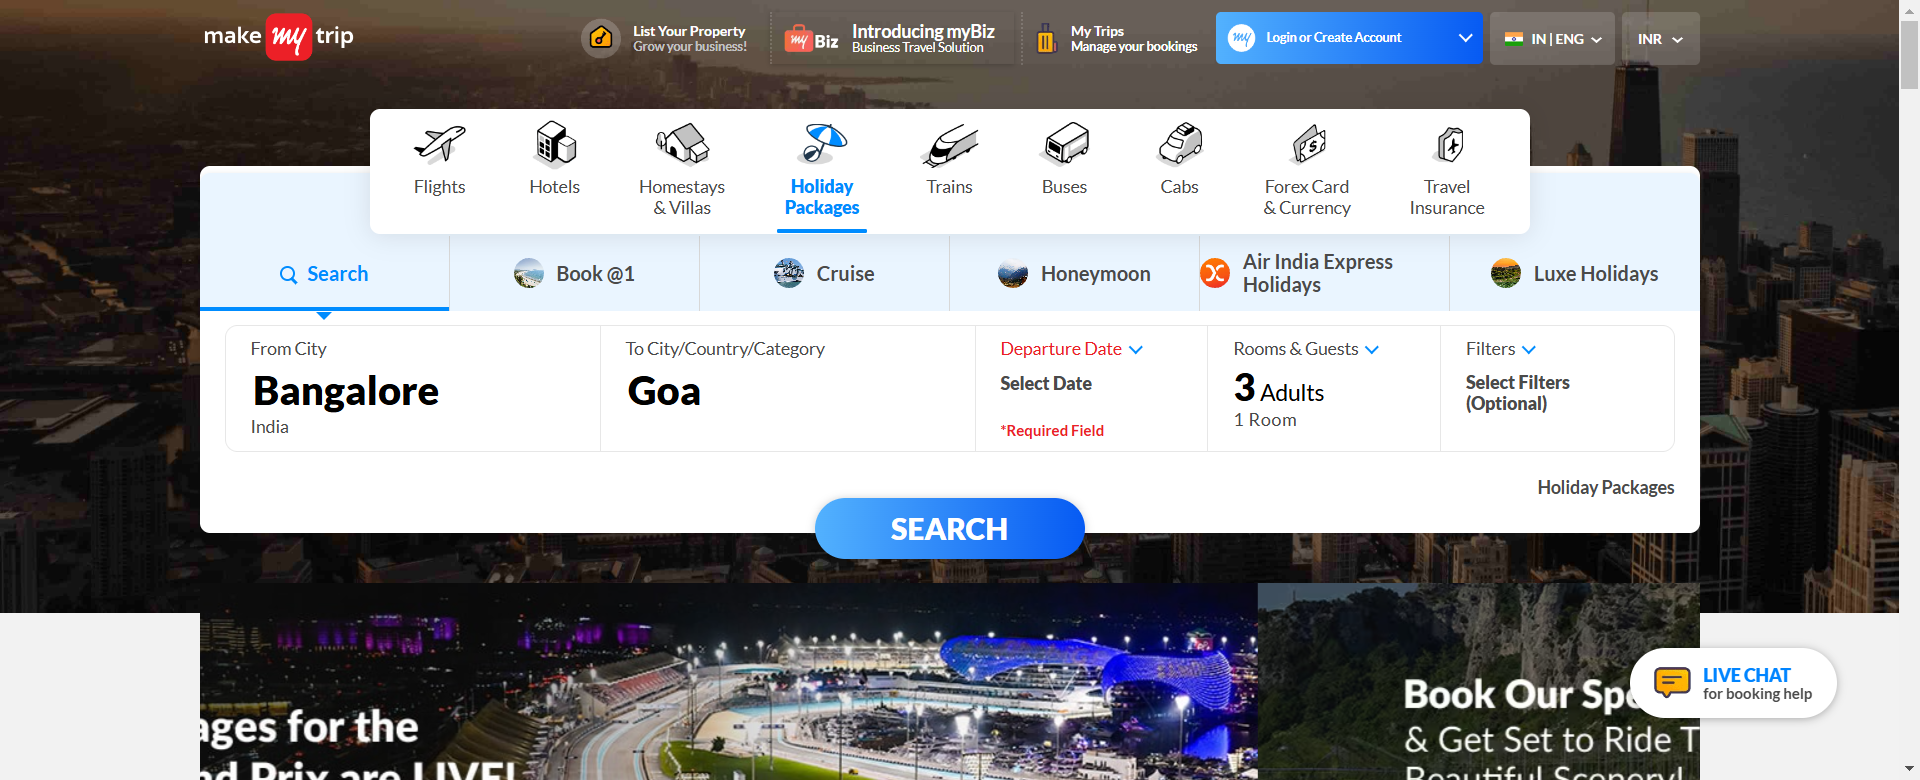 make my trip
List Your Property
Grow your business!
my Biz
Introducing myBiz
Business Travel Solution
My Trips
Manage your bookings
my
Login or Create Account
IN | ENG
INR
Flights
Hotels
Homestays
& Villas
Holiday
Packages
Trains
Buses
Cabs
Forex Card
& Currency
Travel
Insurance
Search
Book @1
Cruise
Honeymoon
Air India Express
Holidays
Luxe Holidays
From City
Bangalore
India
To City/Country/Category
Goa
Departure Date
Select Date
*Required Field
Rooms & Guests
3 Adults
1 Room
Filters
Select Filters
(Optional)
Holiday Packages
SEARCH
ages for the
nd Prix are LIVE!
Book Our Spe
& Get Set to Ride T
Beautiful Scenery!
LIVE CHAT
for booking help